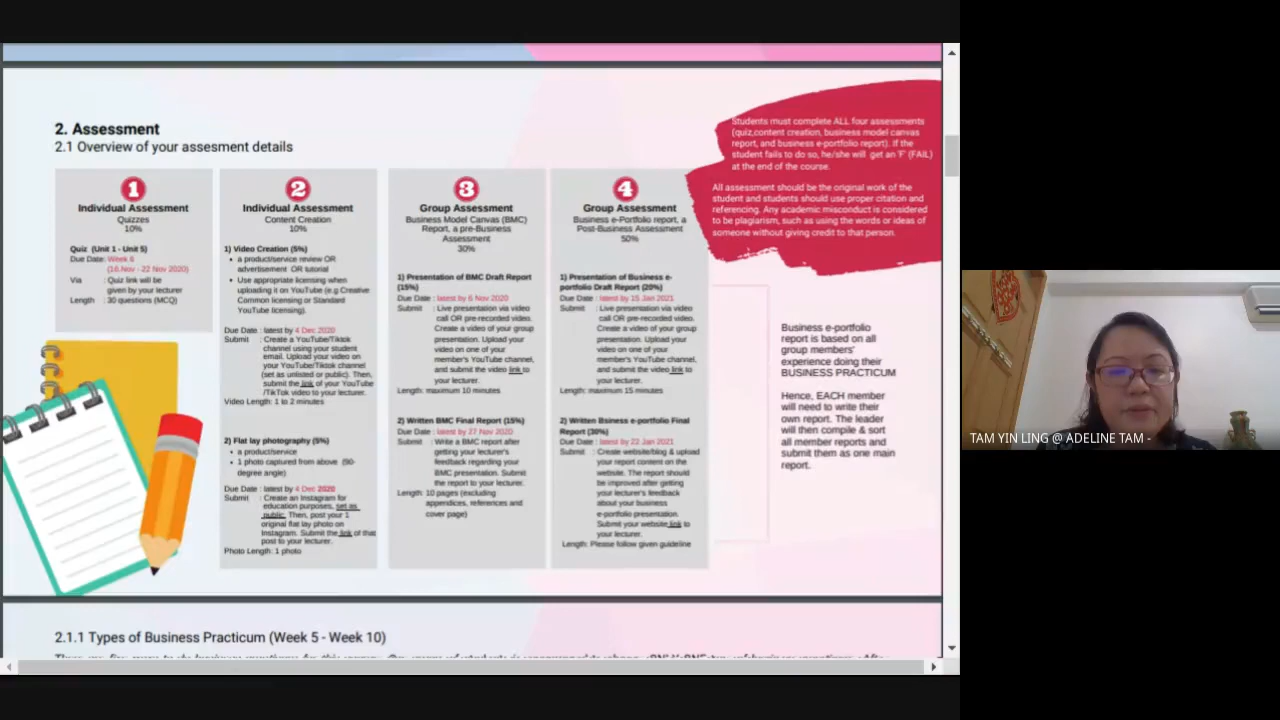 2. Assessment
2.1 Overview of your assesment details
Students must complete ALL four assessments
(quiz,content creation, business model canvas
report, and business e-portfolio report). If the
student fails to do so, he/she will get an 'F' (FAIL)
at the end of the course.
All assessment should be the original work of the
student and students should use proper citation and
referencing. Any academic misconduct is considered
to be plagiarism, such as using the words or ideas of
someone without giving credit to that person.
1
Individual Assessment
Quizzes
10%
Quiz (Unit 1 - Unit 5)
Due Date: Week 6
(16 Nov - 22 Nov 2020)
Via : Quiz link will be
given by your lecturer
Length : 30 questions (MCQ)
2
Individual Assessment
Content Creation
10%
1) Video Creation (5%)
• a product/service review OR
advertisement OR tutorial
• Use appropriate licensing when
uploading it on YouTube (e.g Creative
Common licensing or Standard
YouTube licensing).
Due Date : latest by 4 Dec 2020
Submit : Create a YouTube/Tiktok
channel using your student
email. Upload your video on
your YouTube/Tiktok channel
(set as unlisted or public). Then,
submit the link of your YouTube
/TikTok video to your lecturer.
Video Length: 1 to 2 minutes
2) Flat lay photography (5%)
• a product/service
• 1 photo captured from above (90-
degree angle)
Due Date : latest by 4 Dec 2020
Submit : Create an Instagram for
education purposes, set as
public. Then, post your 1
original flat lay photo on
Instagram. Submit the link of that
post to your lecturer.
Photo Length: 1 photo
3
Group Assessment
Business Model Canvas (BMC)
Report, a pre-Business
Assessment
30%
1) Presentation of BMC Draft Report
(15%)
Due Date : latest by 6 Nov 2020
Submit : Live presentation via video
call OR pre-recorded video.
Create a video of your group
presentation. Upload your
video on one of your
member's YouTube channel,
and submit the video link to
your lecturer.
Length: maximum 10 minutes
2) Written BMC Final Report (15%)
Due Date : latest by 27 Nov 2020
Submit : Write a BMC report after
getting your lecturer's
feedback regarding your
BMC presentation. Submit
the report to your lecturer.
Length: 10 pages (excluding
appendices, references and
cover page)
4
Group Assessment
Business e-Portfolio report, a
Post-Business Assessment
50%
1) Presentation of Business e-
portfolio Draft Report (20%)
Due Date : latest by 15 Jan 2021
Submit : Live presentation via video
call OR pre-recorded video.
Create a video of your group
presentation. Upload your
video on one of your
member's YouTube channel,
and submit the video link to
your lecturer.
Length: maximum 15 minutes
2) Written Bsiness e-portfolio Final
Report (30%)
Due Date : latest by 22 Jan 2021
Submit : Create website/blog & upload
your report content on the
website. The report should
be improved after getting
your lecturer's feedback
about your business
e-portfolio presentation.
Submit your website link to
your lecturer.
Length: Please follow given guideline
Business e-portfolio
report is based on all
group members'
experience doing their
BUSINESS PRACTICUM
Hence, EACH member
will need to write their
own report. The leader
will then compile & sort
all member reports and
submit them as one main
report.
TAM YIN LING @ ADELINE TAM -
2.1.1 Types of Business Practicum (Week 5 - Week 10)